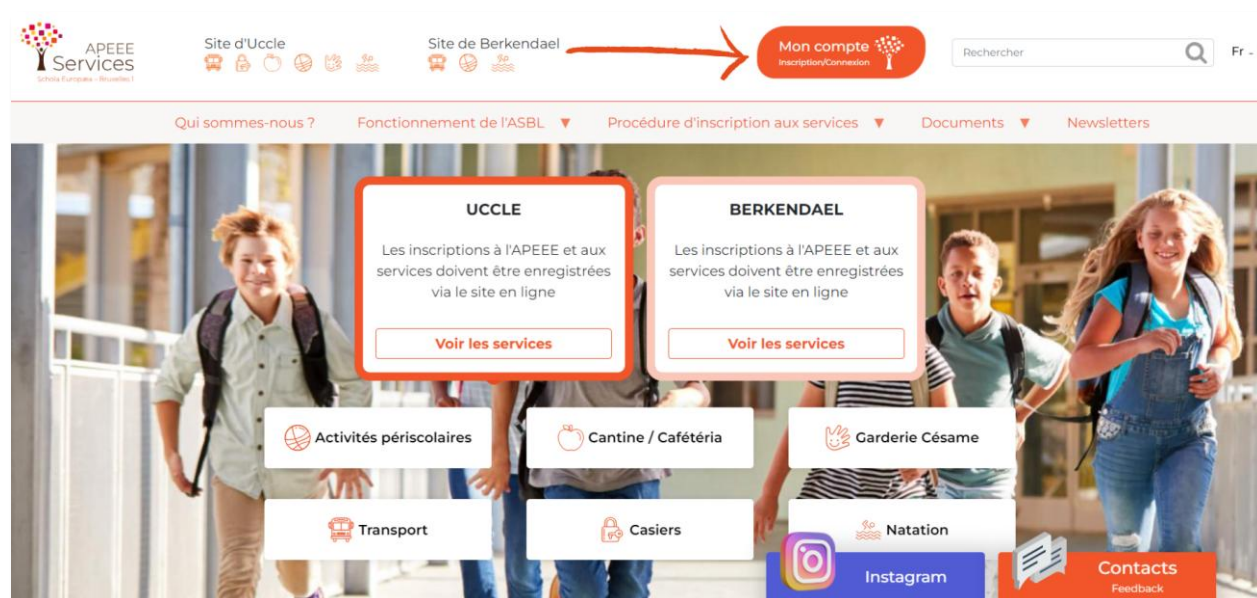 APEEE
Services
Schola Europaea - Bruxelles I
Site d'Uccle
Site de Berkendael
Mon compte
Inscription/Connexion
Rechercher
Fr
Qui sommes-nous ?
Fonctionnement de l'ASBL ▼
Procédure d'inscription aux services ▼
Documents ▼
Newsletters
UCCLE
Les inscriptions à l'APEEE et aux
services doivent être enregistrées
via le site en ligne
Voir les services
BERKENDAEL
Les inscriptions à l'APEEE et aux
services doivent être enregistrées
via le site en ligne
Voir les services
Activités périscolaires
Cantine / Cafétéria
Garderie Césame
Transport
Casiers
Natation
Instagram
Contacts
Feedback